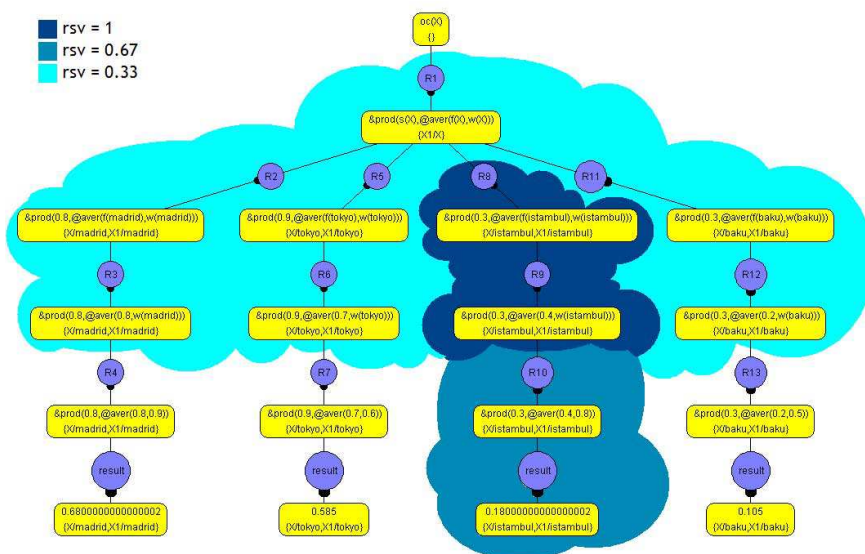 rsv = 1
rsv = 0.67
rsv = 0.33
oc(X)
{}
R1
&prod(s(X),@aver(f(X),w(X)))
{X1/X}
R2
R5
R8
R11
&prod(0.8,@aver(f(madrid),w(madrid)))
{X/madrid,X1/madrid}
&prod(0.9,@aver(f(tokyo),w(tokyo)))
{X/tokyo,X1/tokyo}
&prod(0.3,@aver(f(istambul),w(istambul)))
{X/istambul,X1/istambul}
&prod(0.3,@aver(f(baku),w(baku)))
{X/baku,X1/baku}
R3
R6
R9
R12
&prod(0.8,@aver(0.8,w(madrid)))
{X/madrid,X1/madrid}
&prod(0.9,@aver(0.7,w(tokyo)))
{X/tokyo,X1/tokyo}
&prod(0.3,@aver(0.4,w(istambul)))
{X/istambul,X1/istambul}
&prod(0.3,@aver(0.2,w(baku)))
{X/baku,X1/baku}
R4
R7
R10
R13
&prod(0.8,@aver(0.8,0.9))
{X/madrid,X1/madrid}
&prod(0.9,@aver(0.7,0.6))
{X/tokyo,X1/tokyo}
&prod(0.3,@aver(0.4,0.8))
{X/istambul,X1/istambul}
&prod(0.3,@aver(0.2,0.5))
{X/baku,X1/baku}
result
result
result
result
0.6800000000000002
{X/madrid,X1/madrid}
0.585
{X/tokyo,X1/tokyo}
0.18000000000000002
{X/istambul,X1/istambul}
0.105
{X/baku,X1/baku}